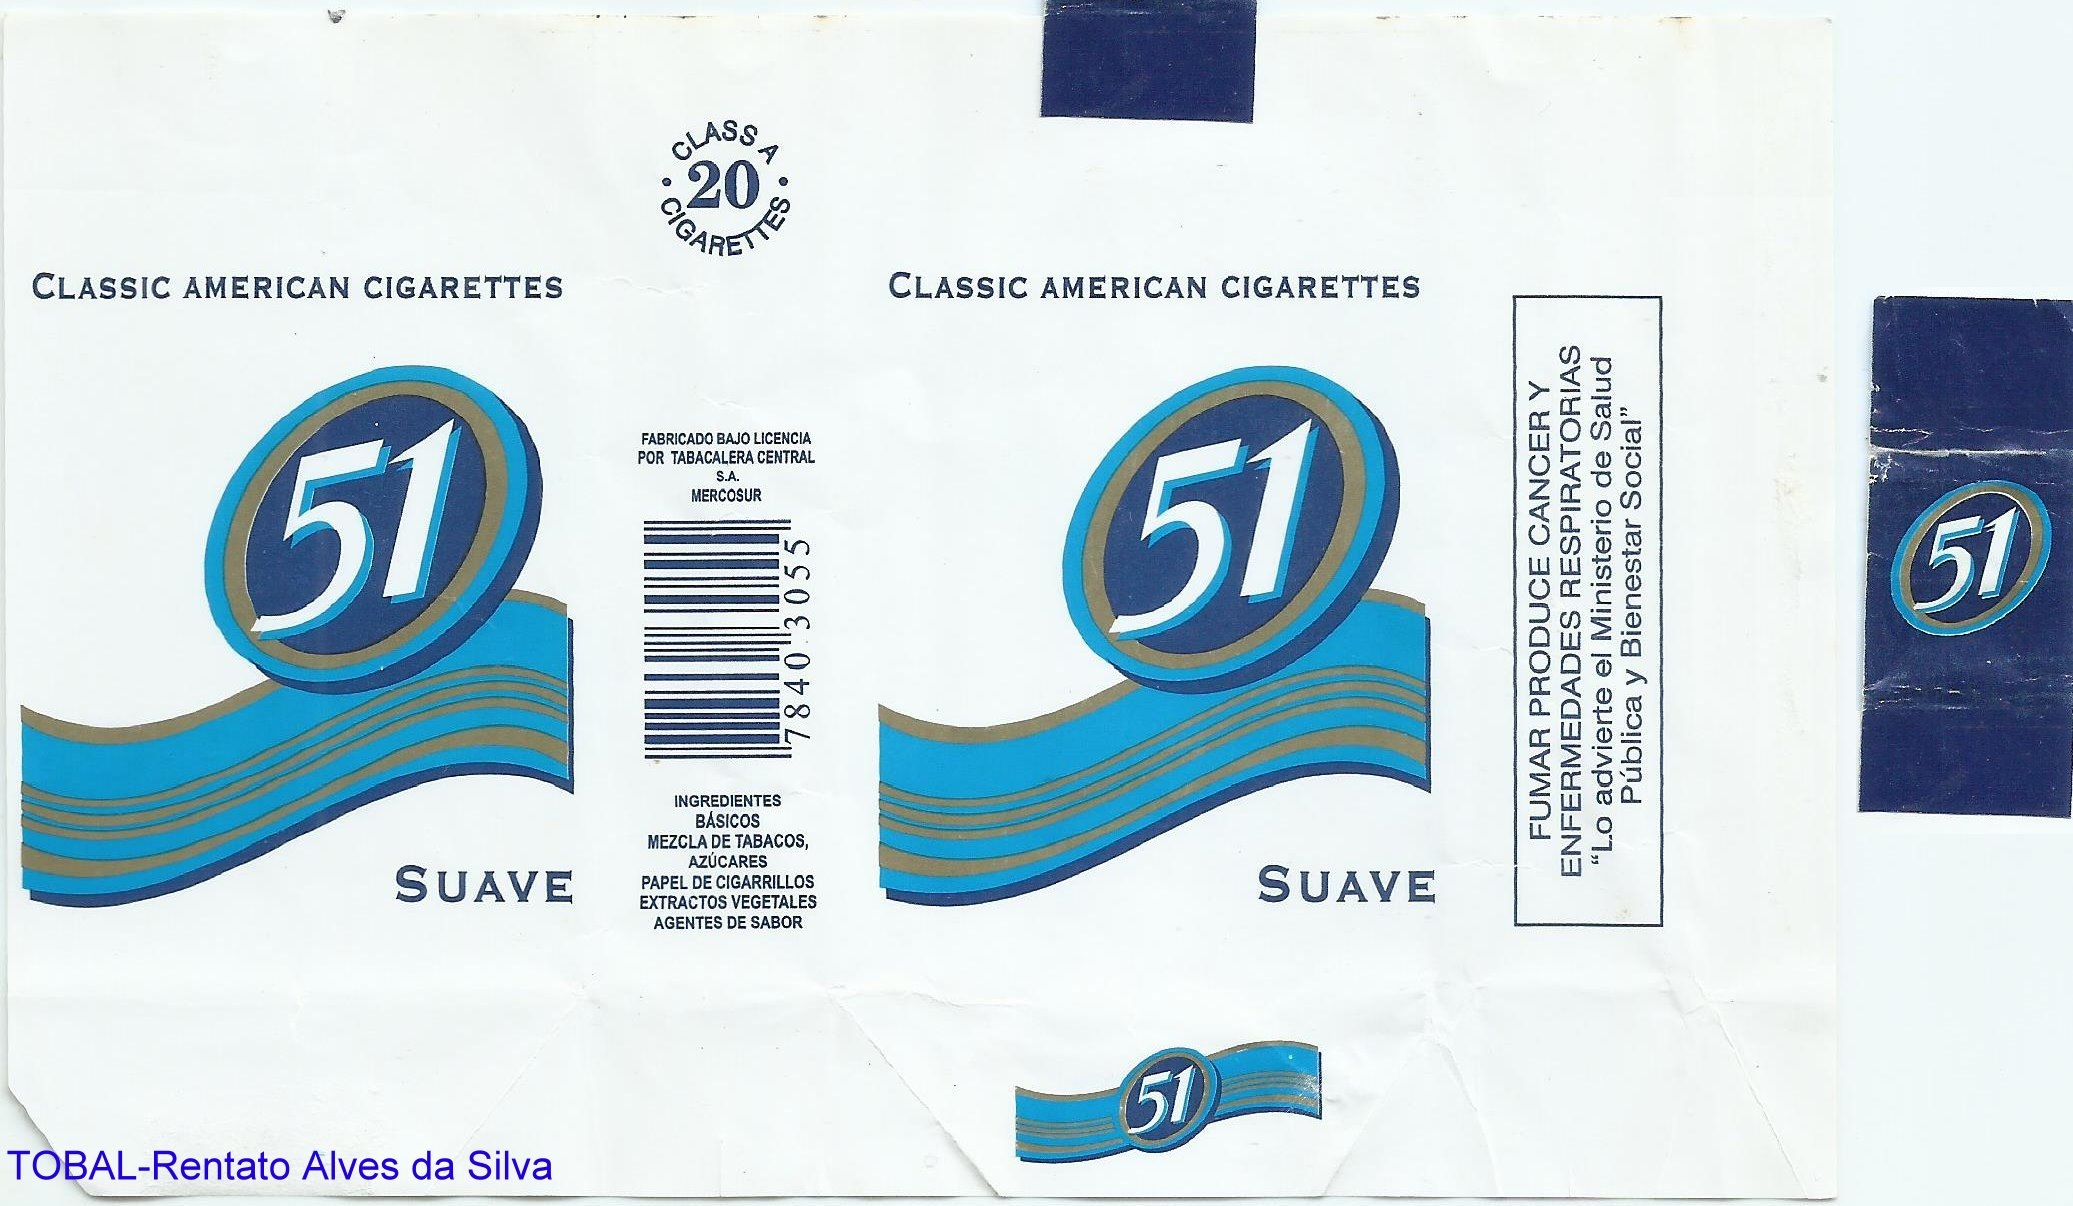 CLASS A
20
CIGARETTES
CLASSIC AMERICAN CIGARETTES
51
SUAVE
FABRICADO BAJO LICENCIA
POR TABACALERA CENTRAL
S.A.
MERCOSUR
7840 3055
INGREDIENTES
BÁSICOS
MEZCLA DE TABACOS,
AZÚCARES
PAPEL DE CIGARRILLOS
EXTRACTOS VEGETALES
AGENTES DE SABOR
CLASSIC AMERICAN CIGARETTES
51
SUAVE
FUMAR PRODUCE CANCER Y
ENFERMEDADES RESPIRATORIAS
“Lo advierte el Ministerio de Salud
Pública y Bienestar Social”
51
51
TOBAL-Rentato Alves da Silva